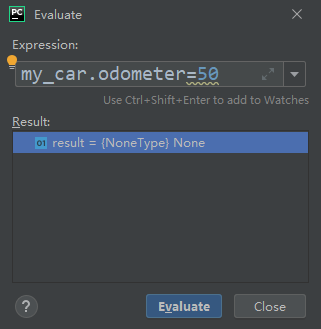 PC
Evaluate
Expression:
my_car.odometer=50
Use Ctrl+Shift+Enter to add to Watches
Result:
01 result = {NoneType} None
?
Evaluate
Close